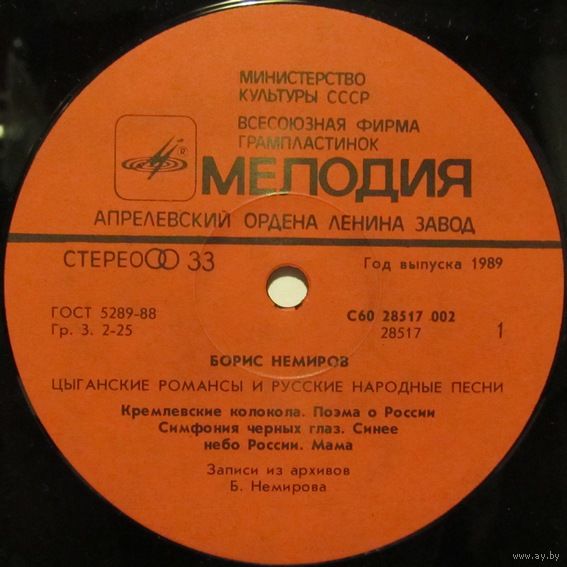 МИНИСТЕРСТВО
КУЛЬТУРЫ СССР
ВСЕСОЮЗНАЯ ФИРМА
ГРАМПЛАСТИНОК
®
МЕЛОДИЯ
АПРЕЛЕВСКИЙ ОРДЕНА ЛЕНИНА ЗАВОД
СТЕРЕО 33
Год выпуска 1989
ГОСТ 5289-88
Гр. 3. 2-25
С60 28517 002
28517
1
БОРИС НЕМИРОВ
ЦЫГАНСКИЕ РОМАНСЫ И РУССКИЕ НАРОДНЫЕ ПЕСНИ
Кремлевские колокола. Поэма о России
Симфония черных глаз. Синее
небо России. Мама
Записи из архивов
Б. Немирова
www.ay.by